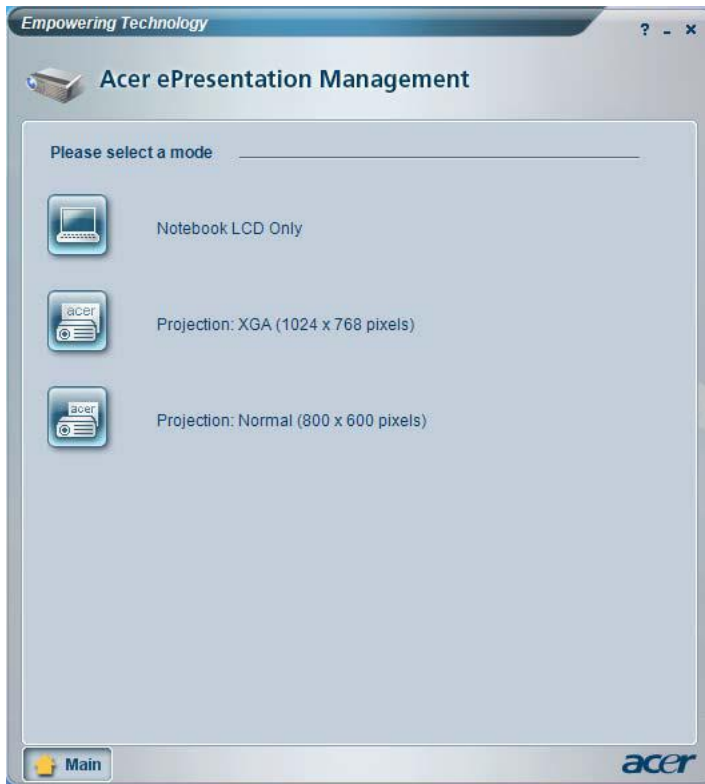 Empowering Technology
? - ×
Acer ePresentation Management
Please select a mode
Notebook LCD Only
acer
Projection: XGA (1024 x 768 pixels)
acer
Projection: Normal (800 x 600 pixels)
Main
acer